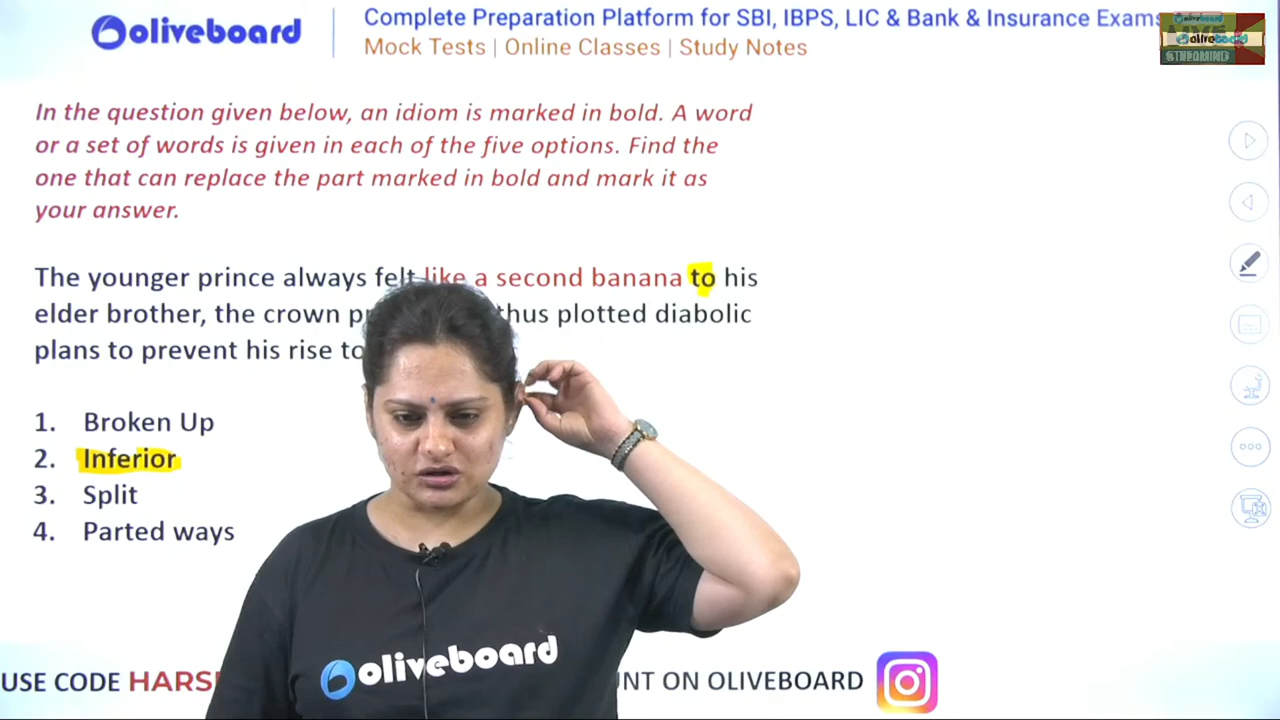 oliveboard
Complete Preparation Platform for SBI, IBPS, LIC & Bank & Insurance Exams
Mock Tests | Online Classes | Study Notes
oliveboard
oliveboard
STREAMING
In the question given below, an idiom is marked in bold. A word
or a set of words is given in each of the five options. Find the
one that can replace the part marked in bold and mark it as
your answer.
The younger prince always felt like a second banana to his
elder brother, the crown thus plotted diabolic
plans to prevent his rise to
1. Broken Up
2. Inferior
3. Split
4. Parted ways
oliveboard
USE CODE ON OLIVEBOARD